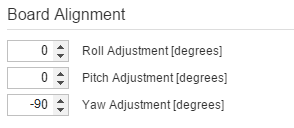 Board Alignment
0 Roll Adjustment [degrees]
0 Pitch Adjustment [degrees]
-90 Yaw Adjustment [degrees]